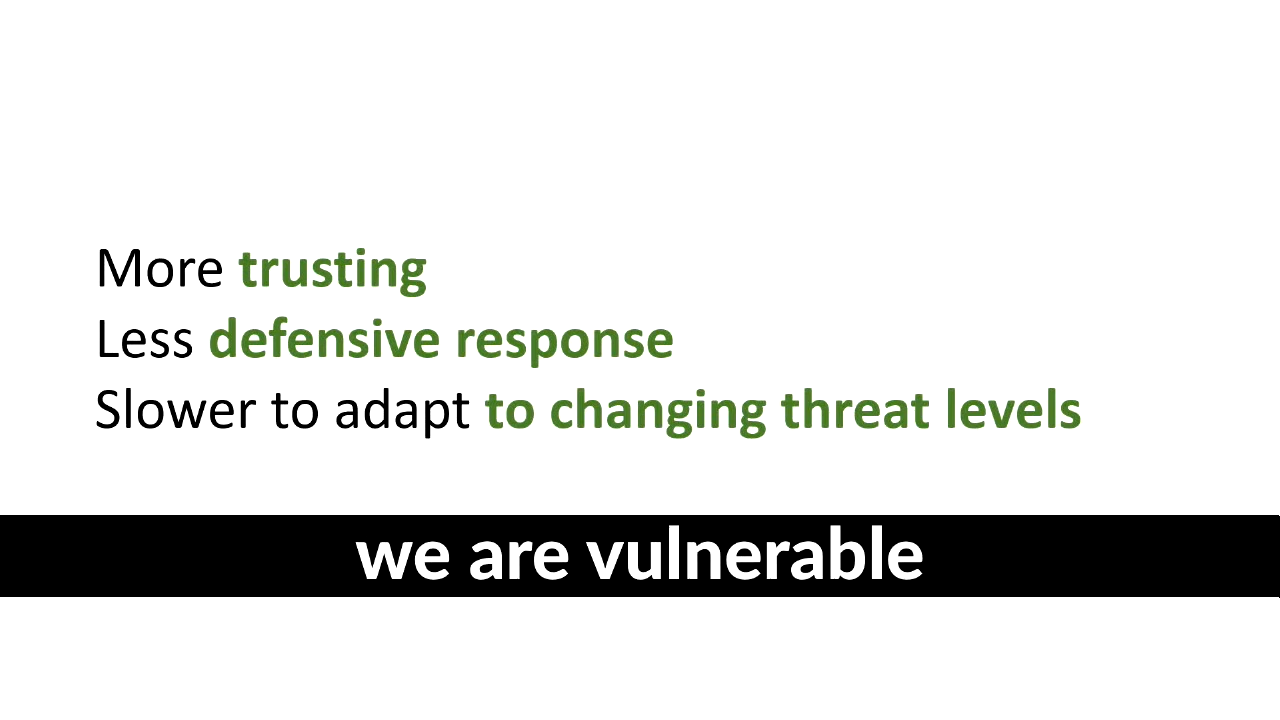 More trusting
Less defensive response
Slower to adapt to changing threat levels
we are vulnerable